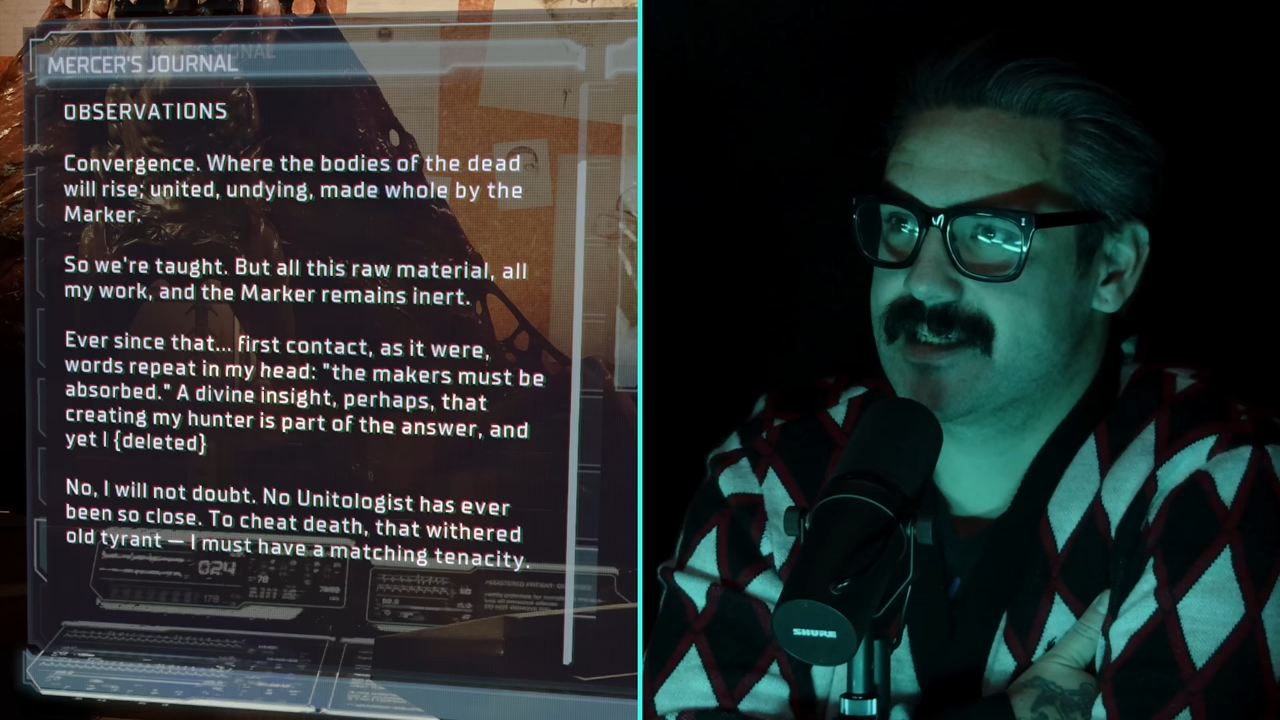 MERCER'S JOURNAL
OBSERVATIONS
Convergence. Where the bodies of the dead
will rise; united, undying, made whole by the
Marker.
So we're taught. But all this raw material, all
my work, and the Marker remains inert.
Ever since that... first contact, as it were,
words repeat in my head: "the makers must be
absorbed." A divine insight, perhaps, that
creating my hunter is part of the answer, and
yet I {deleted}
No, I will not doubt. No Unitologist has ever
been so close. To cheat death, that withered
old tyrant — I must have a matching tenacity.
024
SHURE